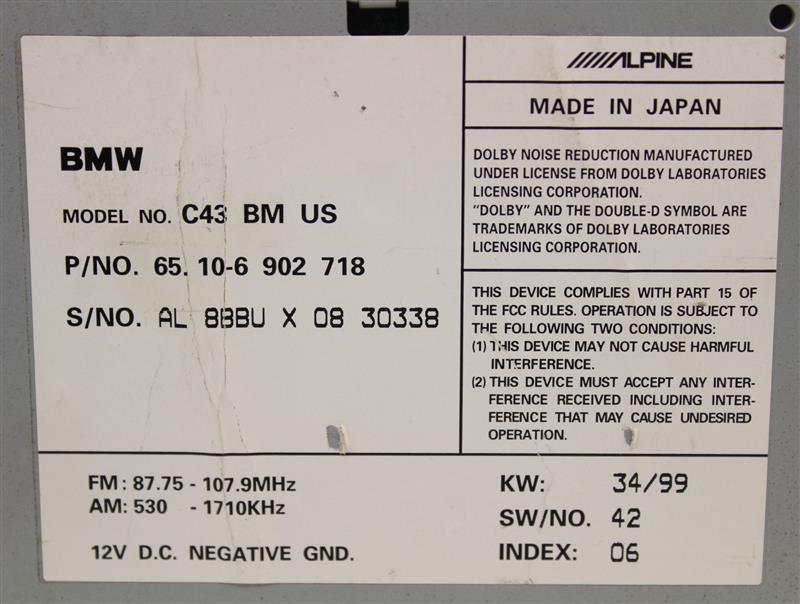 BMW
MODEL NO. C43 BM US
P/NO. 65. 10-6 902 718
S/NO. AL 8BBU X 08 30338
ALPINE
MADE IN JAPAN
DOLBY NOISE REDUCTION MANUFACTURED
UNDER LICENSE FROM DOLBY LABORATORIES
LICENSING CORPORATION.
“DOLBY” AND THE DOUBLE-D SYMBOL ARE
TRADEMARKS OF DOLBY LABORATORIES
LICENSING CORPORATION.
THIS DEVICE COMPLIES WITH PART 15 OF
THE FCC RULES. OPERATION IS SUBJECT TO
THE FOLLOWING TWO CONDITIONS:
(1) THIS DEVICE MAY NOT CAUSE HARMFUL
INTERFERENCE.
(2) THIS DEVICE MUST ACCEPT ANY INTER-
FERENCE RECEIVED INCLUDING INTER-
FERENCE THAT MAY CAUSE UNDESIRED
OPERATION.
FM: 87.75 - 107.9MHz
AM: 530 - 1710KHz
12V D.C. NEGATIVE GND.
KW: 34/99
SW/NO. 42
INDEX: 06